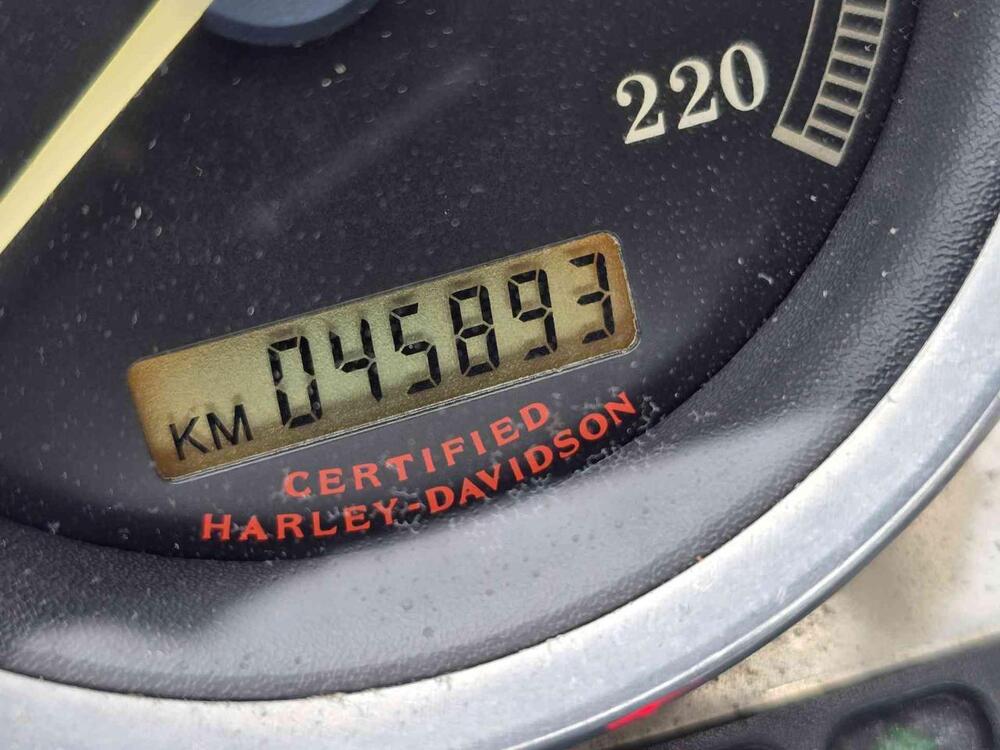 220
KM 045893
CERTIFIED
HARLEY-DAVIDSON